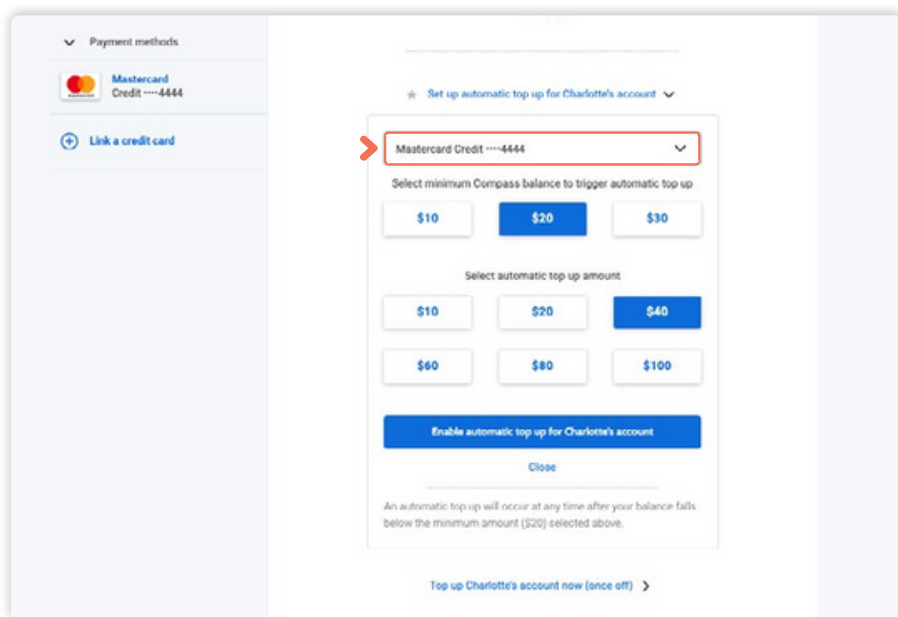 Payment methods
Mastercard
Credit ····4444
Link a credit card
Set up automatic top up for Charlotte's account
Mastercard Credit ····4444
Select minimum Compass balance to trigger automatic top up
$10 $20 $30
Select automatic top up amount
$10 $20 $40
$60 $80 $100
Enable automatic top up for Charlotte's account
Close
An automatic top up will occur at any time after your balance falls
below the minimum amount ($20) selected above.
Top up Charlotte's account now (once off)